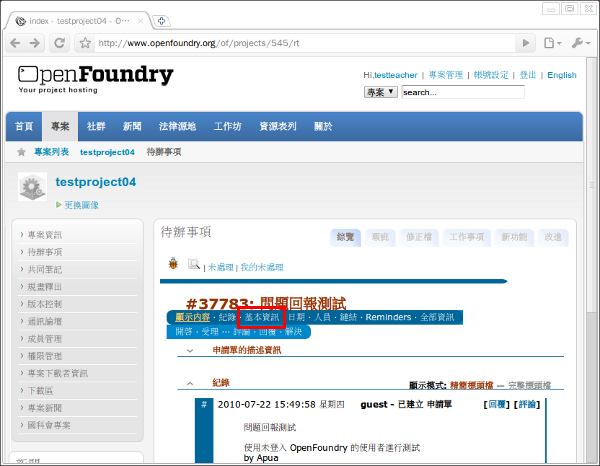 index - testproject04 - O…
http://www.openfoundry.org/of/projects/545/rt
OpenFoundry
Your project hosting
Hi,testteacher | 專案管理 | 帳號設定 | 登出 | English
專案 search...
首頁 專案 社群 新聞 法律源地 工作坊 資源表列 關於
專案列表 testproject04 待辦事項
testproject04
更換圖像
專案資訊
待辦事項
共同筆記
規畫釋出
版本控制
通訊論壇
成員管理
權限管理
專案下載者資訊
下載區
專案新聞
國科會專案
待辦事項
綜覽 瑕疵 修正檔 工作事項 新功能 改進
| 未處理 | 我的未處理
#37783: 問題回報測試
顯示內容 · 紀錄 · 基本資訊 · 日期 · 人員 · 鏈結 · Reminders · 全部資訊
開啓 · 受理 -- 評論 · 回覆 · 解決
申請單的描述資訊
紀錄
顯示模式: 精簡標頭檔 — 完整標頭檔
# 2010-07-22 15:49:58 星期四 guest - 已建立 申請單 [回覆] [評論]
問題回報測試
使用未登入 OpenFoundry 的使用者進行測試
by Apua